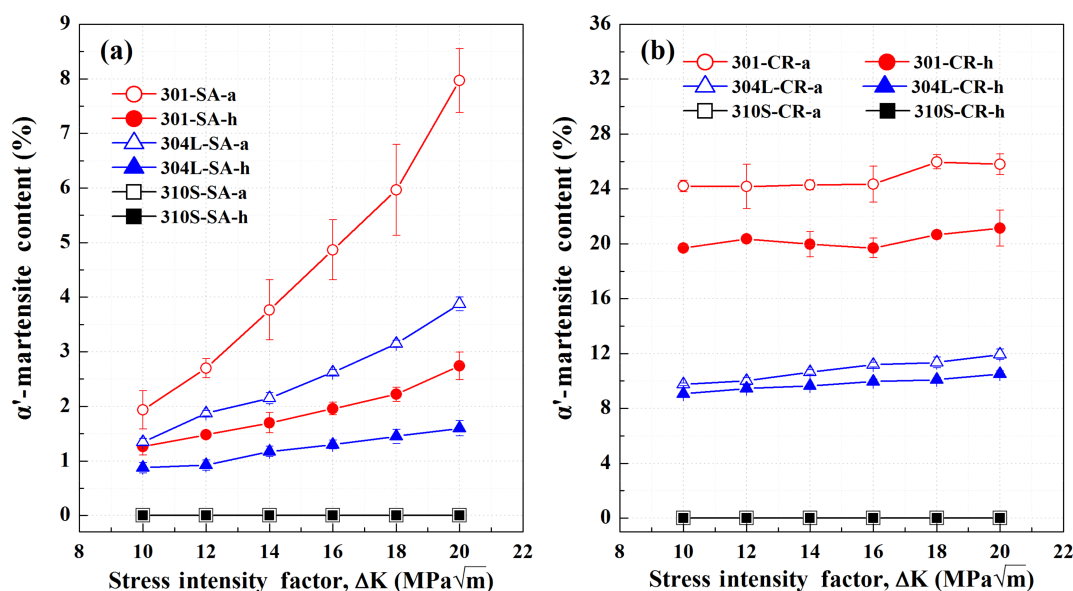 (a)
301-SA-a
301-SA-h
304L-SA-a
304L-SA-h
310S-SA-a
310S-SA-h
9
8
7
6
5
4
3
2
1
0
α'-martensite content (%)
8 10 12 14 16 18 20 22
Stress intensity factor, ΔK (MPa√m)
(b)
301-CR-a 301-CR-h
304L-CR-a 304L-CR-h
310S-CR-a 310S-CR-h
36
32
28
24
20
16
12
8
4
0
α'-martensite content (%)
8 10 12 14 16 18 20 22
Stress intensity factor, ΔK (MPa√m)